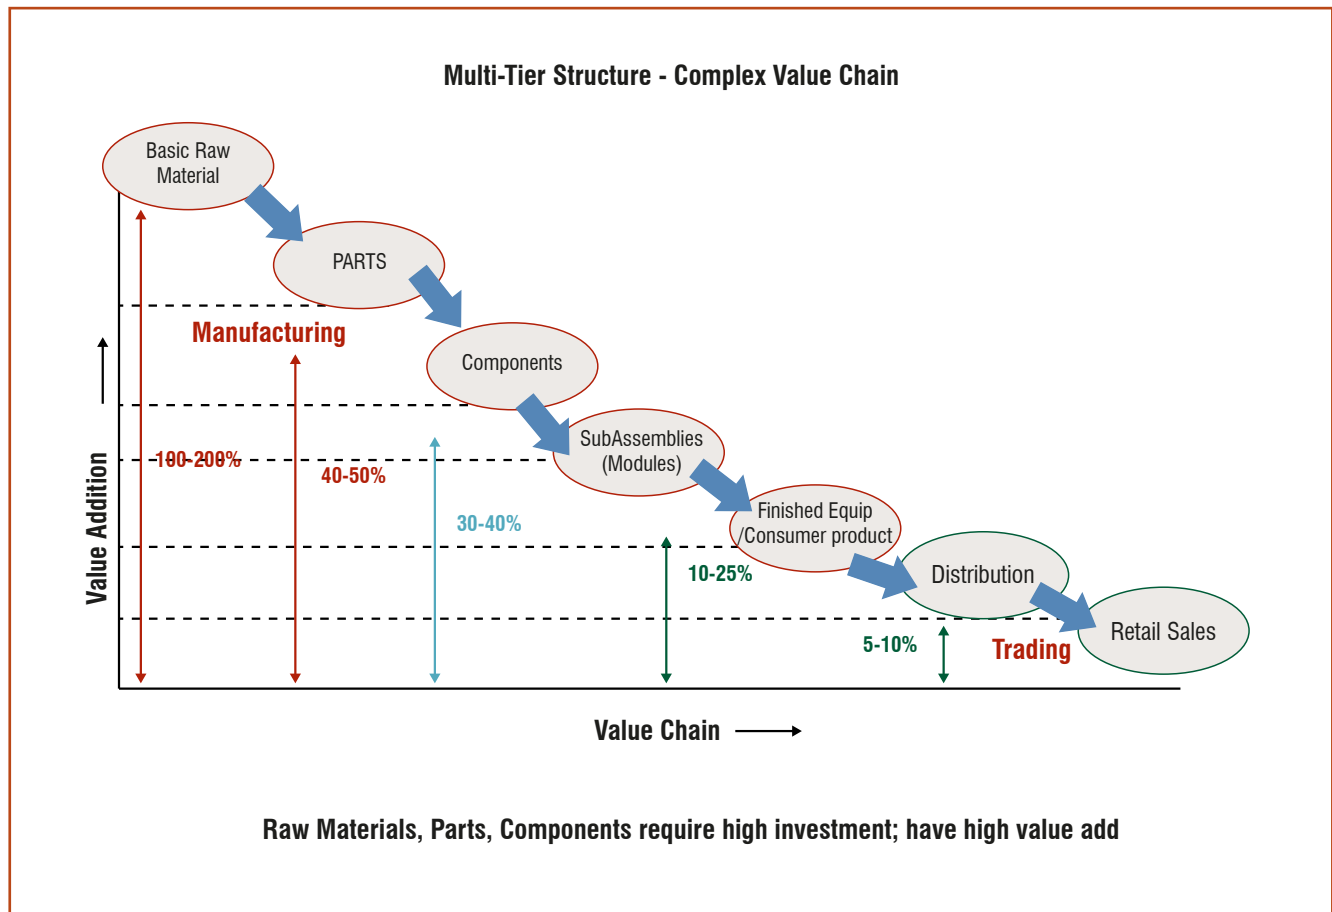 Multi-Tier Structure - Complex Value Chain
Basic Raw
Material
PARTS
Manufacturing
Components
SubAssemblies
(Modules)
Finished Equip
/Consumer product
Distribution
Retail Sales
100-200%
40-50%
30-40%
10-25%
5-10%
Trading
Value Addition
Value Chain
Raw Materials, Parts, Components require high investment; have high value add